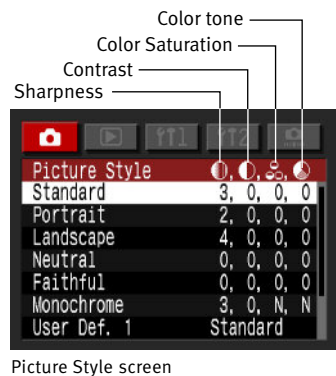 Color tone
Color Saturation
Contrast
Sharpness
Picture Style
Standard 3, 0, 0, 0
Portrait 2, 0, 0, 0
Landscape 4, 0, 0, 0
Neutral 0, 0, 0, 0
Faithful 0, 0, 0, 0
Monochrome 3, 0, N, N
User Def. 1 Standard
Picture Style screen